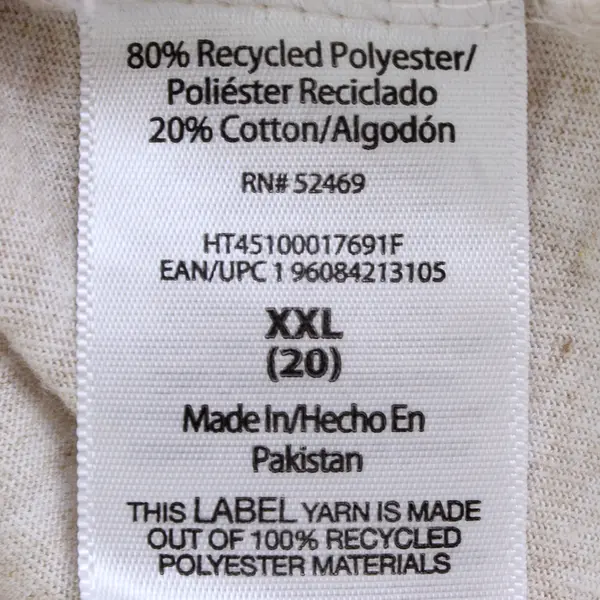 80% Recycled Polyester/
Poliéster Reciclado
20% Cotton/Algodón
RN# 52469
HT45100017691F
EAN/UPC 1 96084213105
XXL
(20)
Made In/Hecho En
Pakistan
THIS LABEL YARN IS MADE
OUT OF 100% RECYCLED
POLYESTER MATERIALS